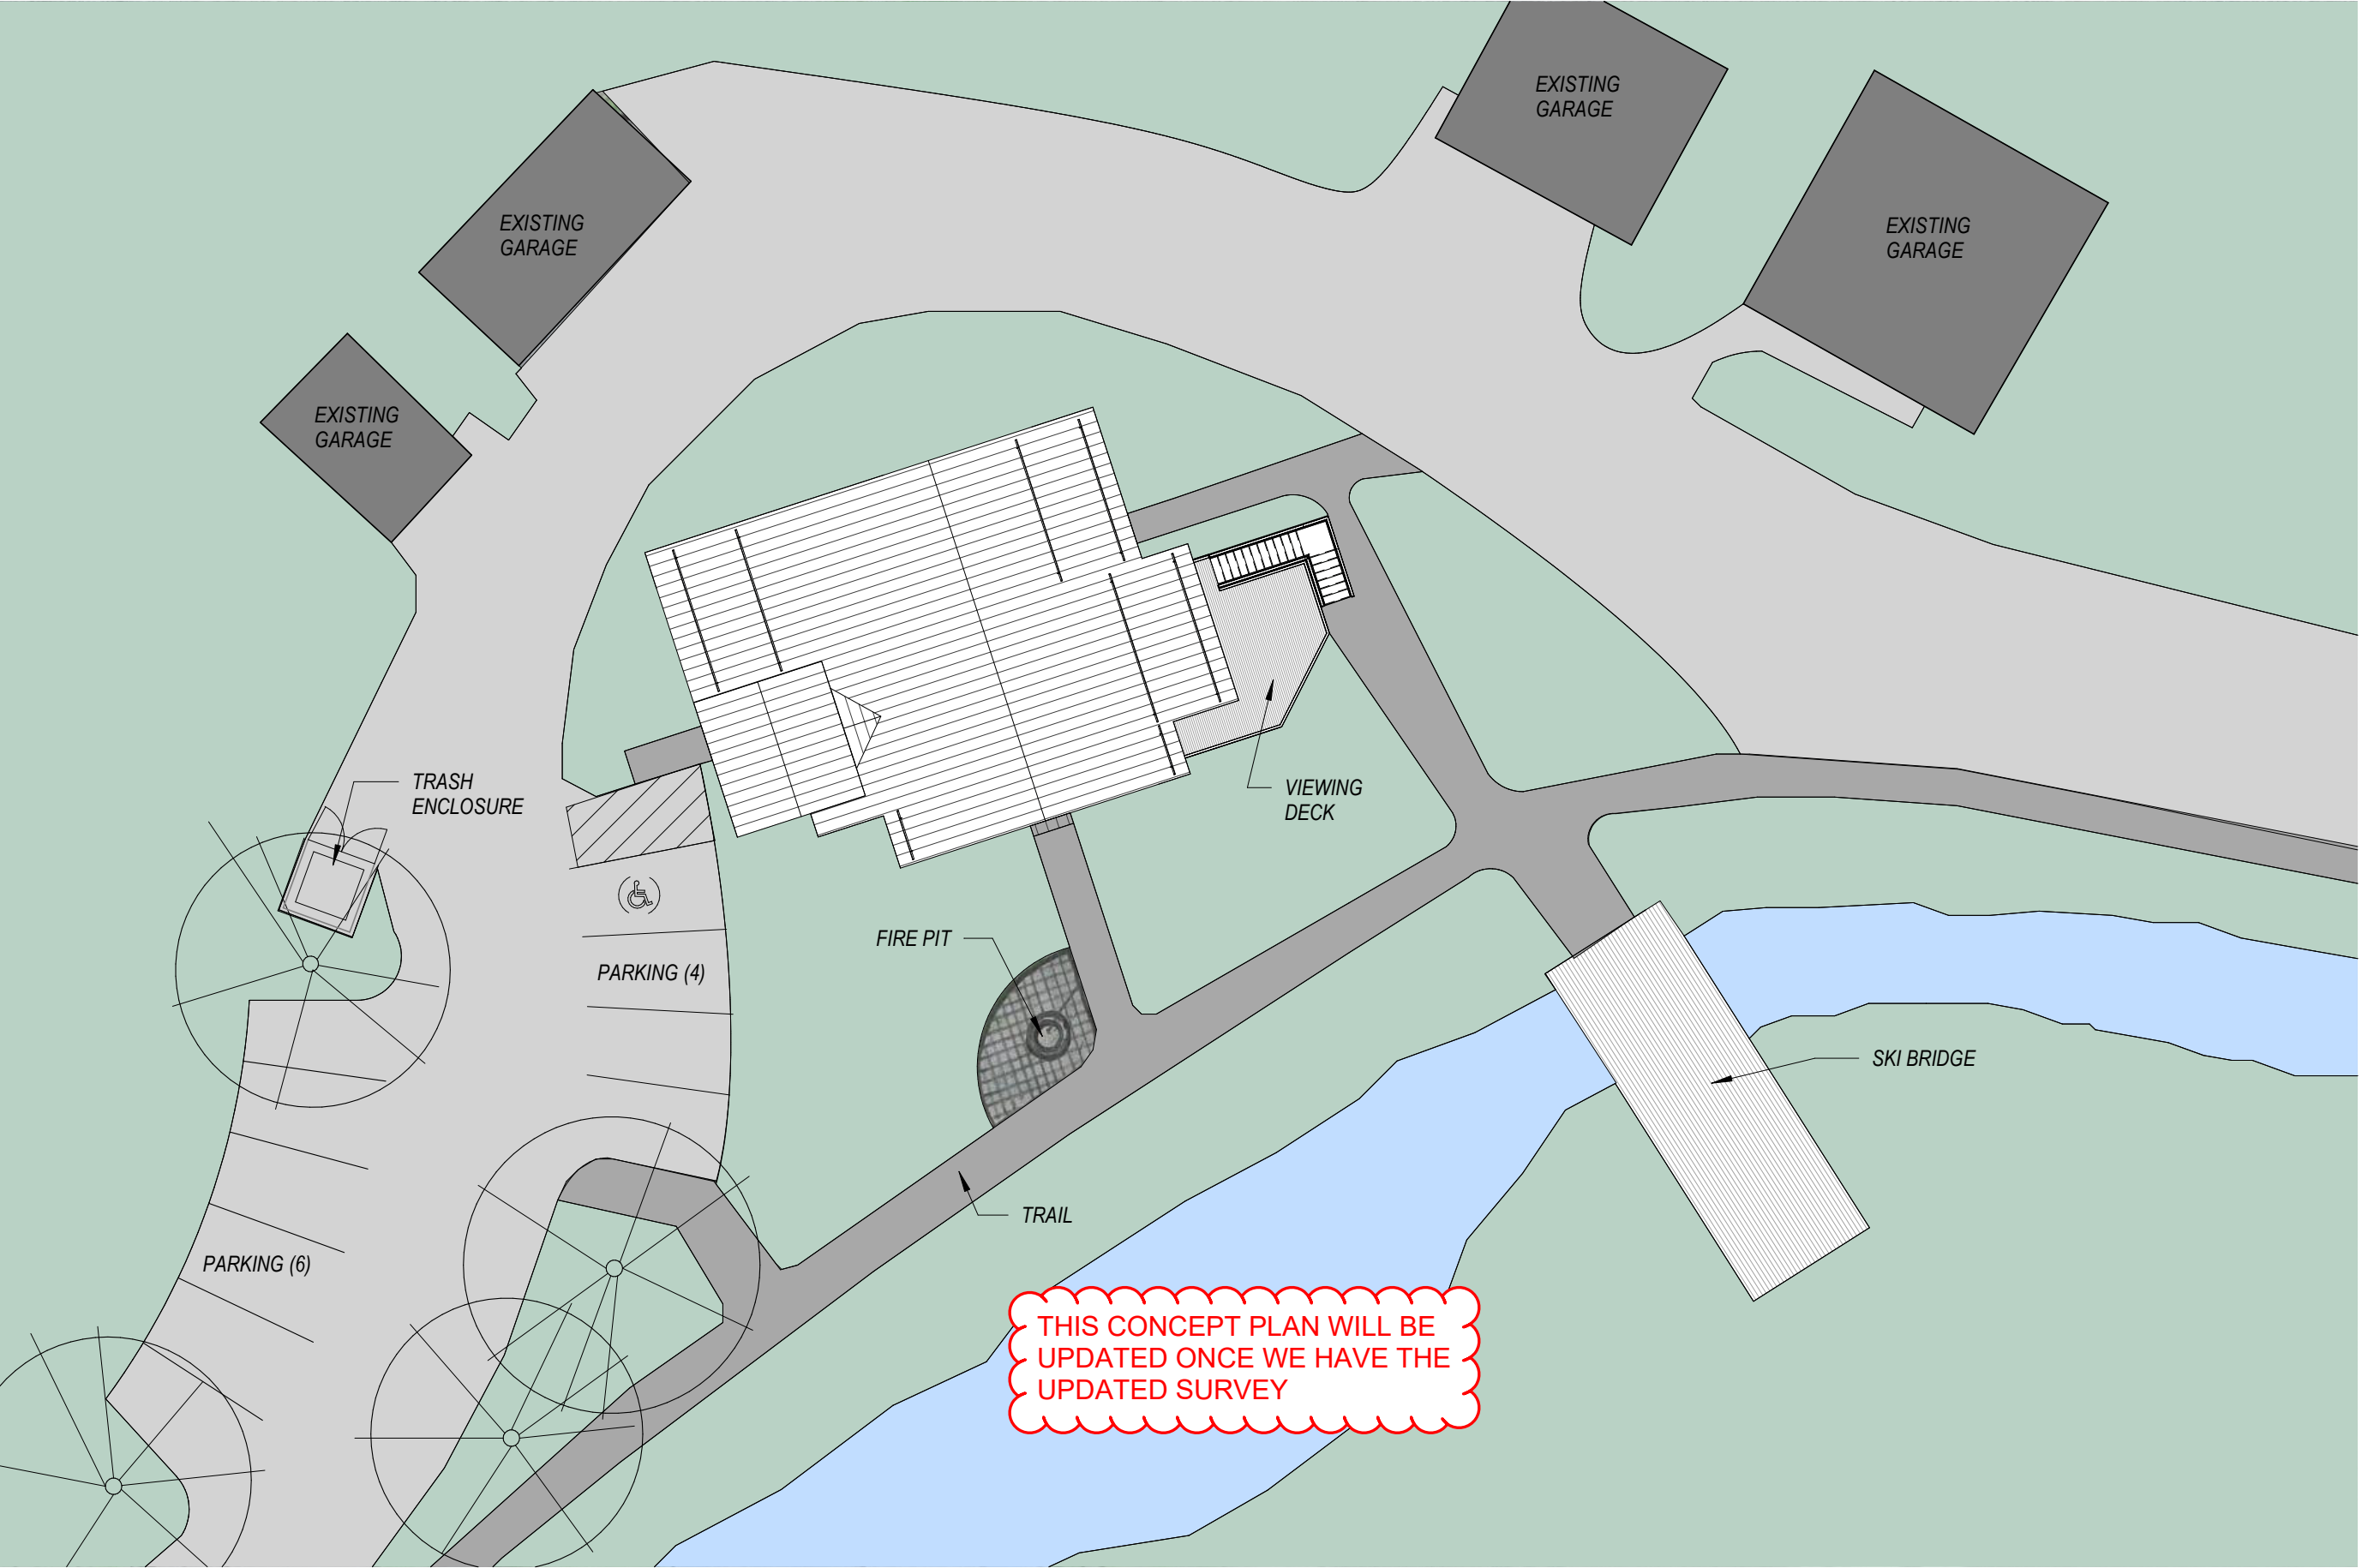 EXISTING
GARAGE
EXISTING
GARAGE
EXISTING
GARAGE
EXISTING
GARAGE
TRASH
ENCLOSURE
VIEWING
DECK
FIRE PIT
PARKING (4)
SKI BRIDGE
TRAIL
PARKING (6)
THIS CONCEPT PLAN WILL BE
UPDATED ONCE WE HAVE THE
UPDATED SURVEY